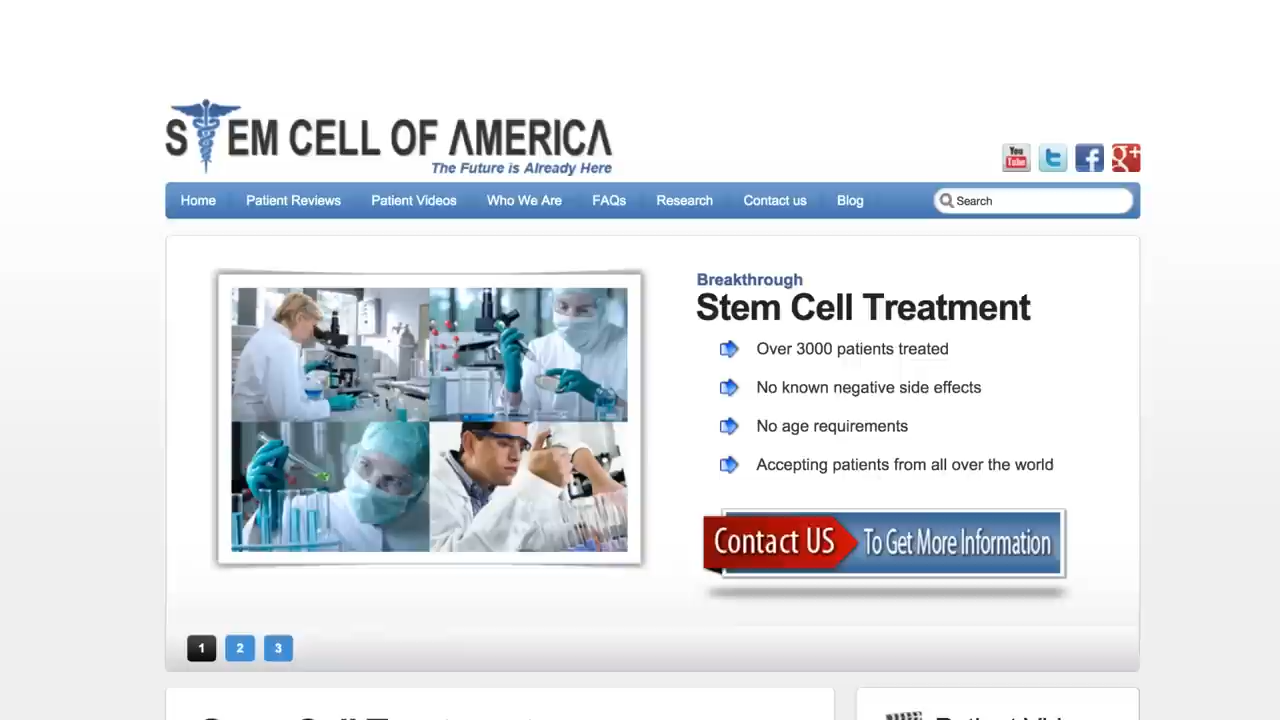 STEM CELL OF AMERICA
The Future is Already Here
You
Tube
t
f
g+
Home Patient Reviews Patient Videos Who We Are FAQs Research Contact us Blog Search
Breakthrough
Stem Cell Treatment
Over 3000 patients treated
No known negative side effects
No age requirements
Accepting patients from all over the world
Contact US To Get More Information
1 2 3